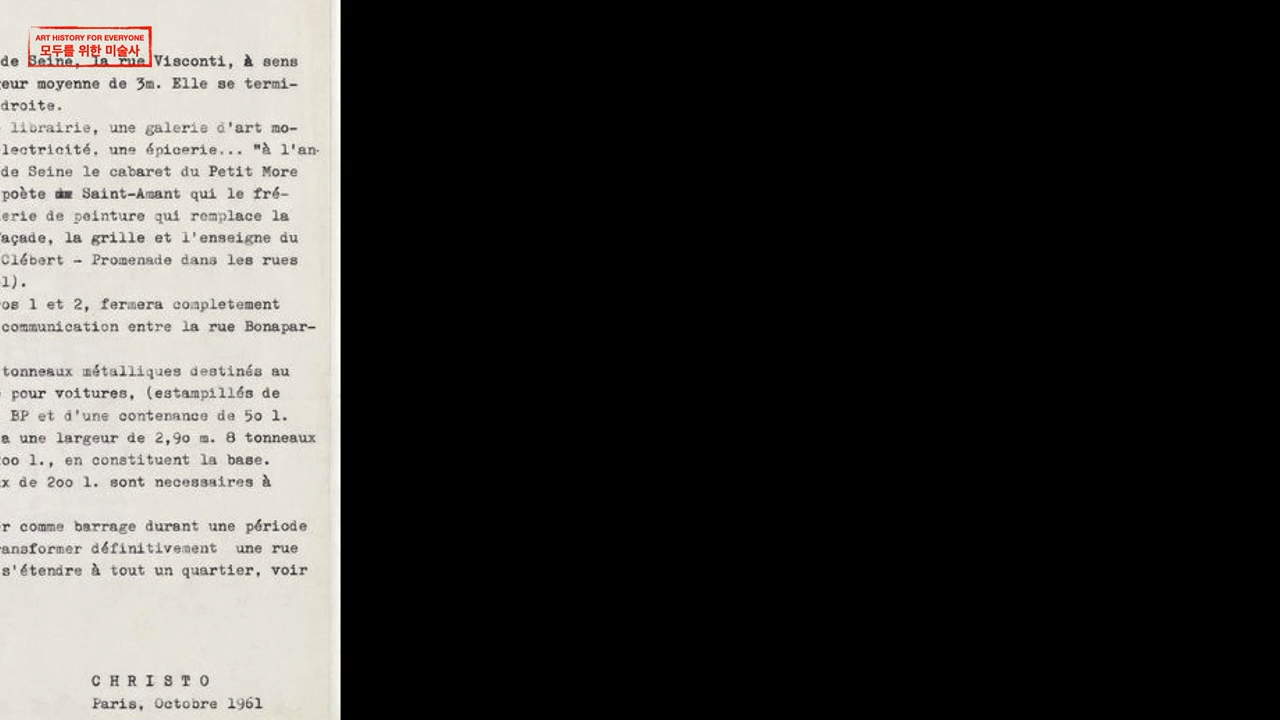 ART HISTORY FOR EVERYONE
모두를 위한 미술사
de Seine, la rue Visconti, à sens
geur moyenne de 3m. Elle se termi-
droite.
librairie, une galerie d'art mo-
lectricité, une épicerie... "à l'an-
de Seine le cabaret du Petit More
poète Saint-Amant qui le fré-
erie de peinture qui remplace la
açade, la grille et l'enseigne du
Clébert - Promenade dans les rues
1).
os 1 et 2, fermera completement
communication entre la rue Bonapar-
tonneaux métalliques destinés au
pour voitures, (estampillés de
BP et d'une contenance de 5o l.
a une largeur de 2,9o m. 8 tonneaux
oo l., en constituent la base.
x de 2oo l. sont necessaires à
r comme barrage durant une période
ansformer définitivement une rue
s'étendre à tout un quartier, voir
C H R I S T O
Paris, Octobre 1961